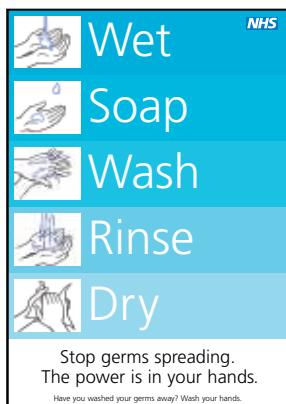 NHS
Wet
Soap
Wash
Rinse
Dry
Stop germs spreading.
The power is in your hands.
Have you washed your germs away? Wash your hands.